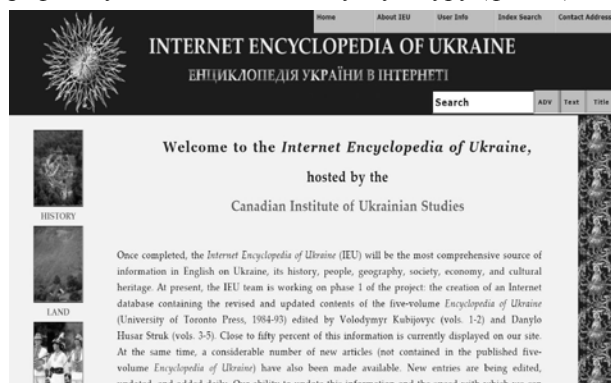 Home About IEU User Info Index Search Contact Address
INTERNET ENCYCLOPEDIA OF UKRAINE
ЕНЦИКЛОПЕДІЯ УКРАЇНИ В ІНТЕРНЕТІ
Search ADV Text Title
Welcome to the Internet Encyclopedia of Ukraine,
hosted by the
Canadian Institute of Ukrainian Studies
HISTORY
LAND
Once completed, the Internet Encyclopedia of Ukraine (IEU) will be the most comprehensive source of
information in English on Ukraine, its history, people, geography, society, economy, and cultural
heritage. At present, the IEU team is working on phase 1 of the project: the creation of an Internet
database containing the revised and updated contents of the five-volume Encyclopedia of Ukraine
(University of Toronto Press, 1984-93) edited by Volodymyr Kubijovyc (vols. 1-2) and Danylo
Husar Struk (vols. 3-5). Close to fifty percent of this information is currently displayed on our site.
At the same time, a considerable number of new articles (not contained in the published five-
volume Encyclopedia of Ukraine) have also been made available. New entries are being edited,